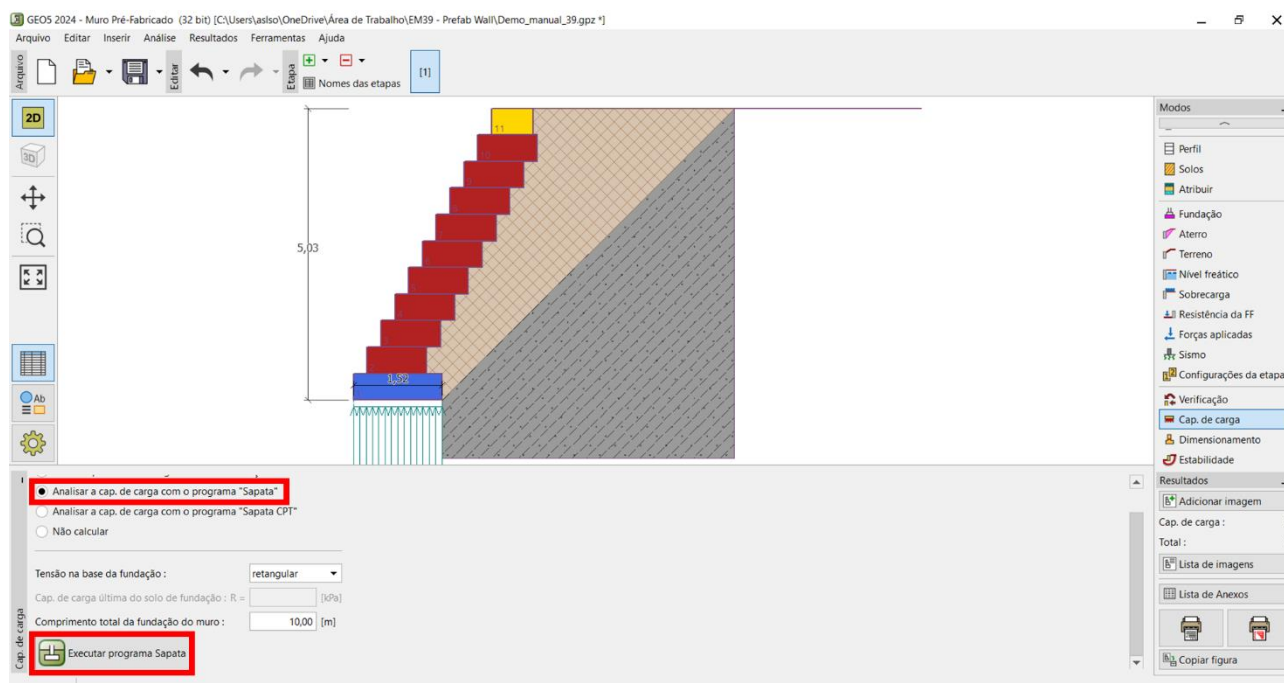 GEO5 2024 - Muro Pré-Fabricado (32 bit) [C:\Users\aslso\OneDrive\Área de Trabalho\EM39 - Prefab Wall\Demo_manual_39.gpz *]
Arquivo Editar Inserir Análise Resultados Ferramentas Ajuda
Arquivo
Editar
Etapa
Nomes das etapas
[1]
2D
3D
5,03
11
1,52
Modos
Perfil
Solos
Atribuir
Fundação
Aterro
Terreno
Nível freático
Sobrecarga
Resistência da FF
Forças aplicadas
Sismo
Configurações da etapa
Verificação
Cap. de carga
Dimensionamento
Estabilidade
Resultados
Adicionar imagem
Cap. de carga :
Total :
Lista de imagens
Lista de Anexos
Copiar figura
Ab
Analisar a cap. de carga com o programa "Sapata"
Analisar a cap. de carga com o programa "Sapata CPT"
Não calcular
Tensão na base da fundação : retangular
Cap. de carga última do solo de fundação : R = [kPa]
Comprimento total da fundação do muro : 10,00 [m]
Executar programa Sapata
Cap. de carga